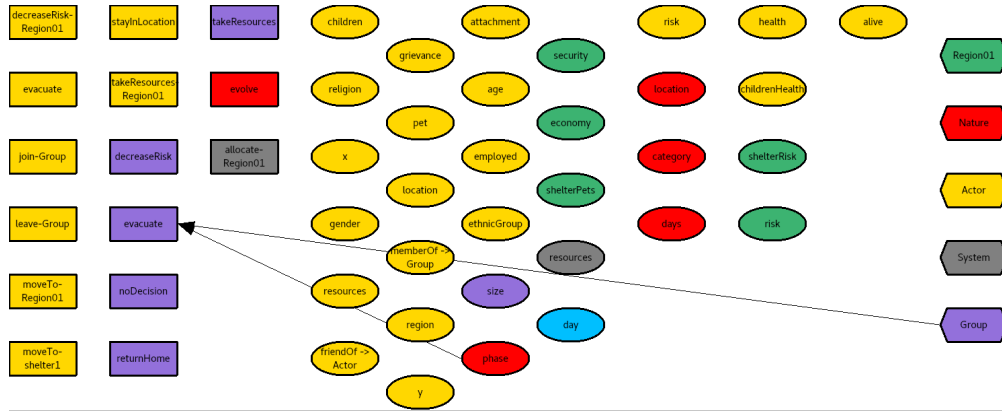 decreaseRisk-
Region01
stayInLocation
takeResources
children
attachment
risk
health
alive
grievance
security
Region01
evacuate
takeResources-
Region01
evolve
religion
age
location
childrenHealth
pet
economy
Nature
join-Group
decreaseRisk
allocate-
Region01
x
employed
category
shelterRisk
location
shelterPets
Actor
leave-Group
evacuate
gender
ethnicGroup
days
risk
memberOf ->
Group
resources
System
moveTo-
Region01
noDecision
resources
size
region
day
Group
moveTo-
shelter1
returnHome
friendOf ->
Actor
phase
y